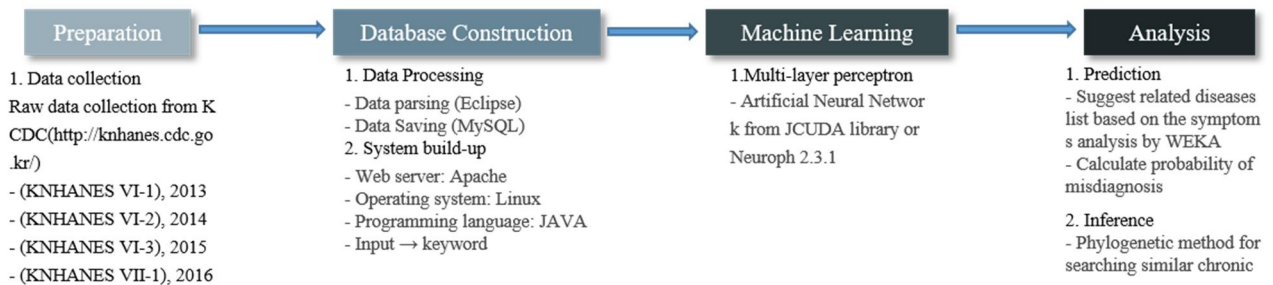 Preparation
1. Data collection
Raw data collection from K
CDC(http://knhanes.cdc.go
.kr/)
- (KNHANES VI-1), 2013
- (KNHANES VI-2), 2014
- (KNHANES VI-3), 2015
- (KNHANES VII-1), 2016
Database Construction
1. Data Processing
- Data parsing (Eclipse)
- Data Saving (MySQL)
2. System build-up
- Web server: Apache
- Operating system: Linux
- Programming language: JAVA
- Input → keyword
Machine Learning
1.Multi-layer perceptron
- Artificial Neural Networ
k from JCUDA library or
Neuroph 2.3.1
Analysis
1. Prediction
- Suggest related diseases
list based on the symptom
s analysis by WEKA
- Calculate probability of
misdiagnosis
2. Inference
- Phylogenetic method for
searching similar chronic